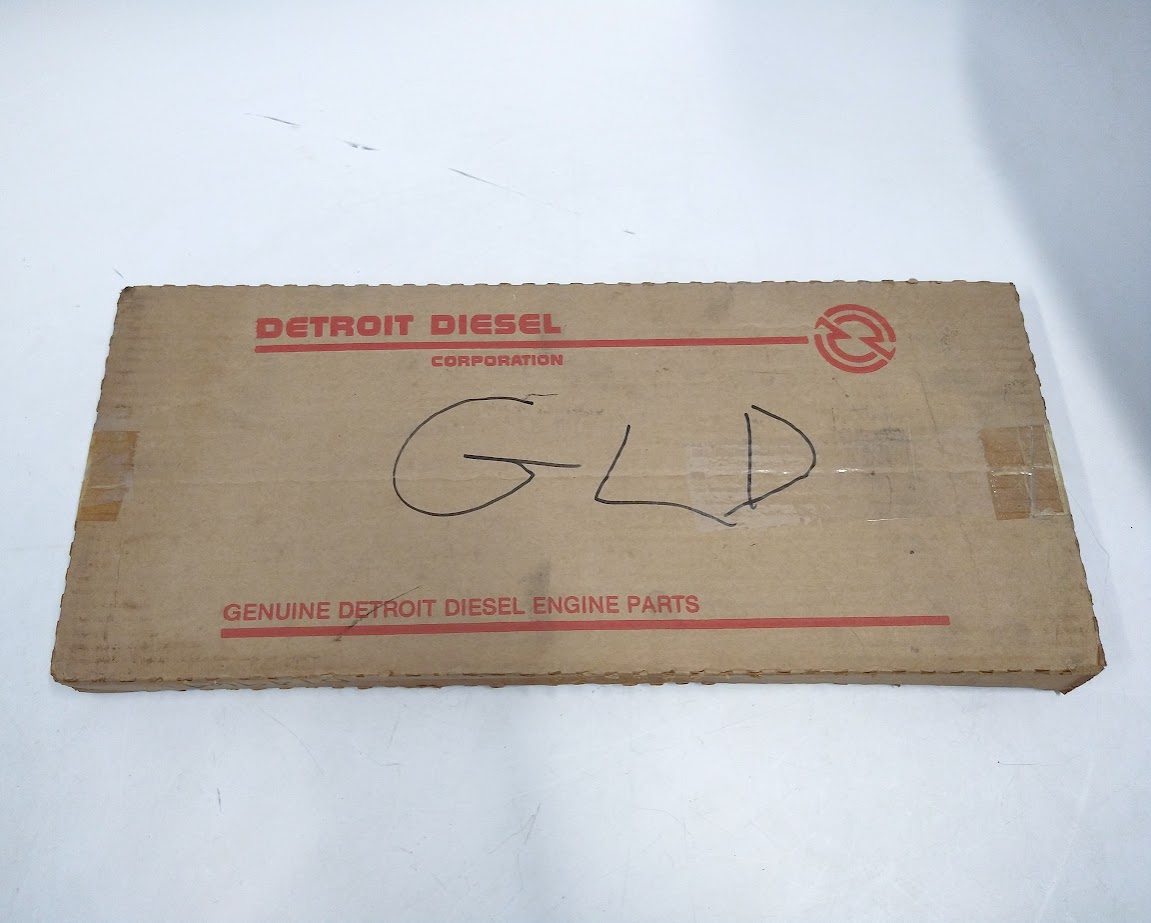 DETROIT DIESEL
CORPORATION
GLD
GENUINE DETROIT DIESEL ENGINE PARTS